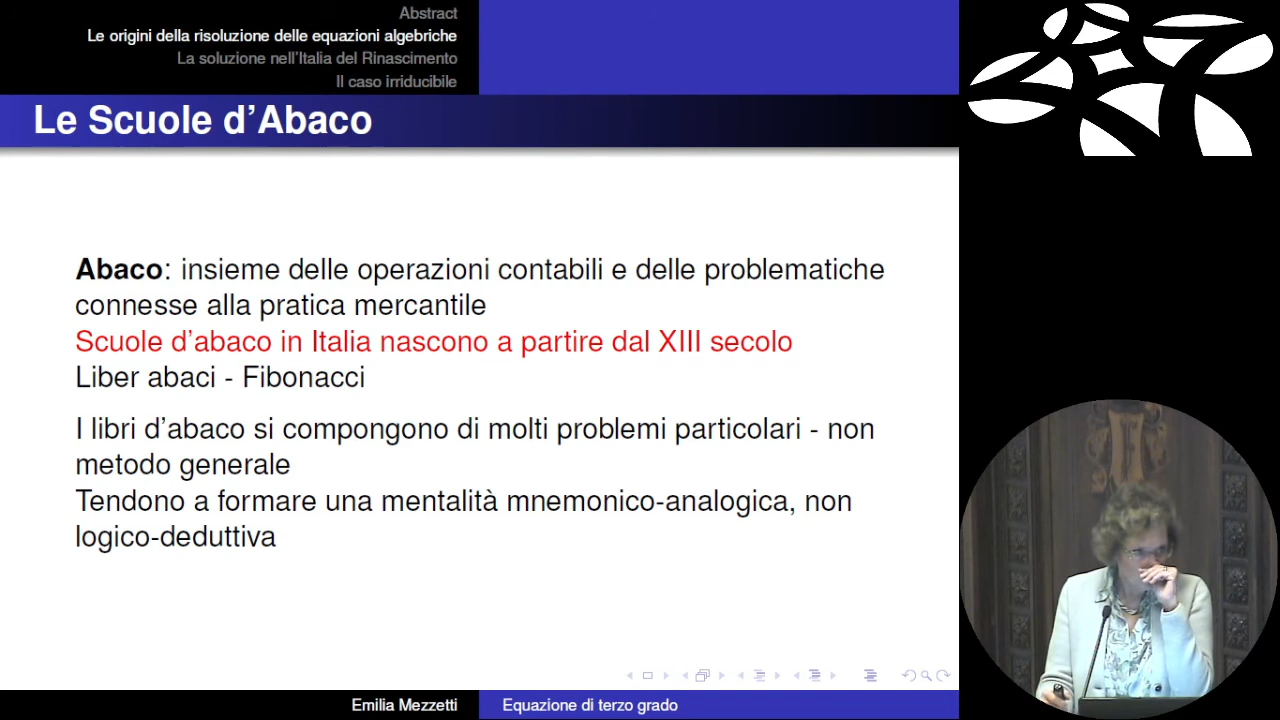 Abstract
Le origini della risoluzione delle equazioni algebriche
La soluzione nell'Italia del Rinascimento
Il caso irriducibile
Le Scuole d'Abaco
Abaco: insieme delle operazioni contabili e delle problematiche
connesse alla pratica mercantile
Scuole d'abaco in Italia nascono a partire dal XIII secolo
Liber abaci - Fibonacci
I libri d'abaco si compongono di molti problemi particolari - non
metodo generale
Tendono a formare una mentalità mnemonico-analogica, non
logico-deduttiva
Emilia Mezzetti
Equazione di terzo grado